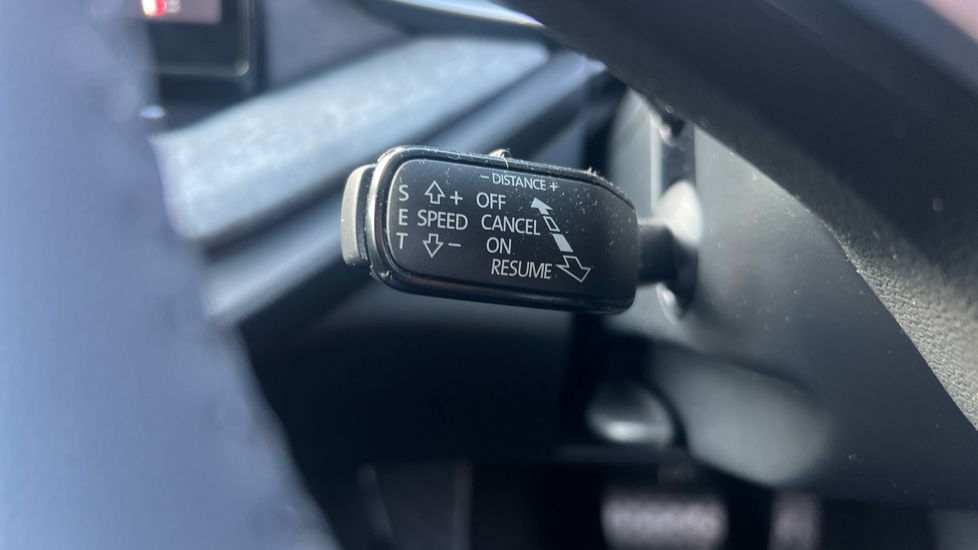 - DISTANCE +
S + OFF
E SPEED CANCEL
T - ON
RESUME